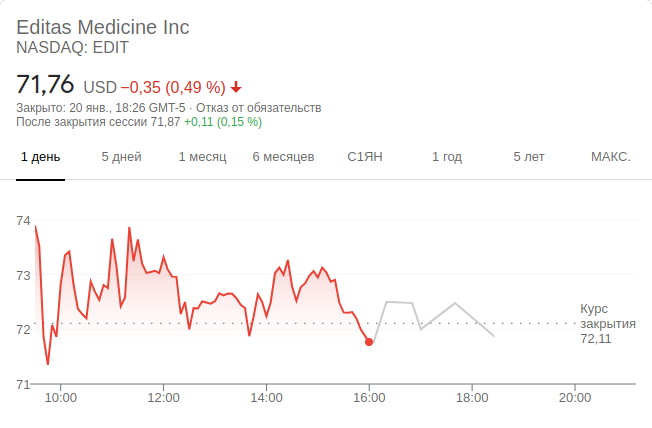 Editas Medicine Inc
NASDAQ: EDIT
71,76 USD −0,35 (0,49 %)
Закрыто: 20 янв., 18:26 GMT-5 · Отказ от обязательств
После закрытия сессии 71,87 +0,11 (0,15 %)
1 день 5 дней 1 месяц 6 месяцев С1ЯН 1 год 5 лет МАКС.
74
73
72
71
Курс
закрытия
72,11
10:00 12:00 14:00 16:00 18:00 20:00